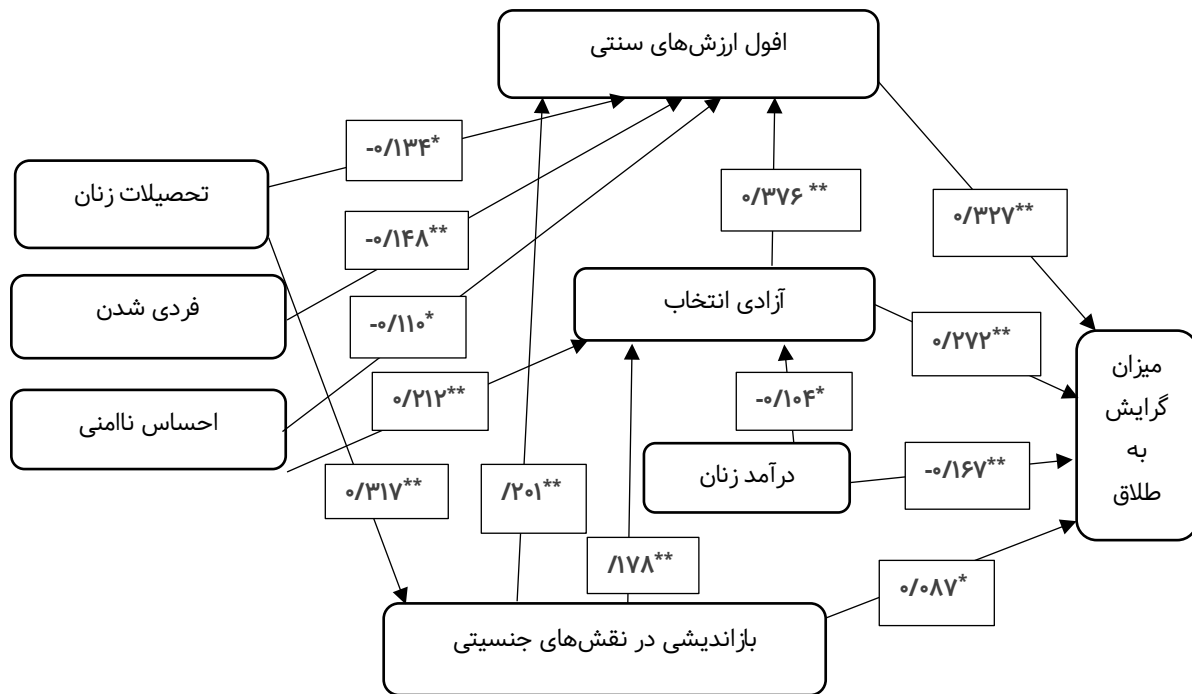 افول ارزش‌های سنتی
-۰/۱۳۴*
تحصیلات زنان
۰/۳۷۶ **
۰/۳۲۷**
-۰/۱۴۸**
فردی شدن
آزادی انتخاب
-۰/۱۱۰*
۰/۲۷۲**
میزان
گرایش
به
طلاق
۰/۲۱۲**
-۰/۱۰۴*
احساس ناامنی
درآمد زنان
-۰/۱۶۷**
۰/۳۱۷**
/۲۰۱**
/۱۷۸**
۰/۰۸۷*
بازاندیشی در نقش‌های جنسیتی